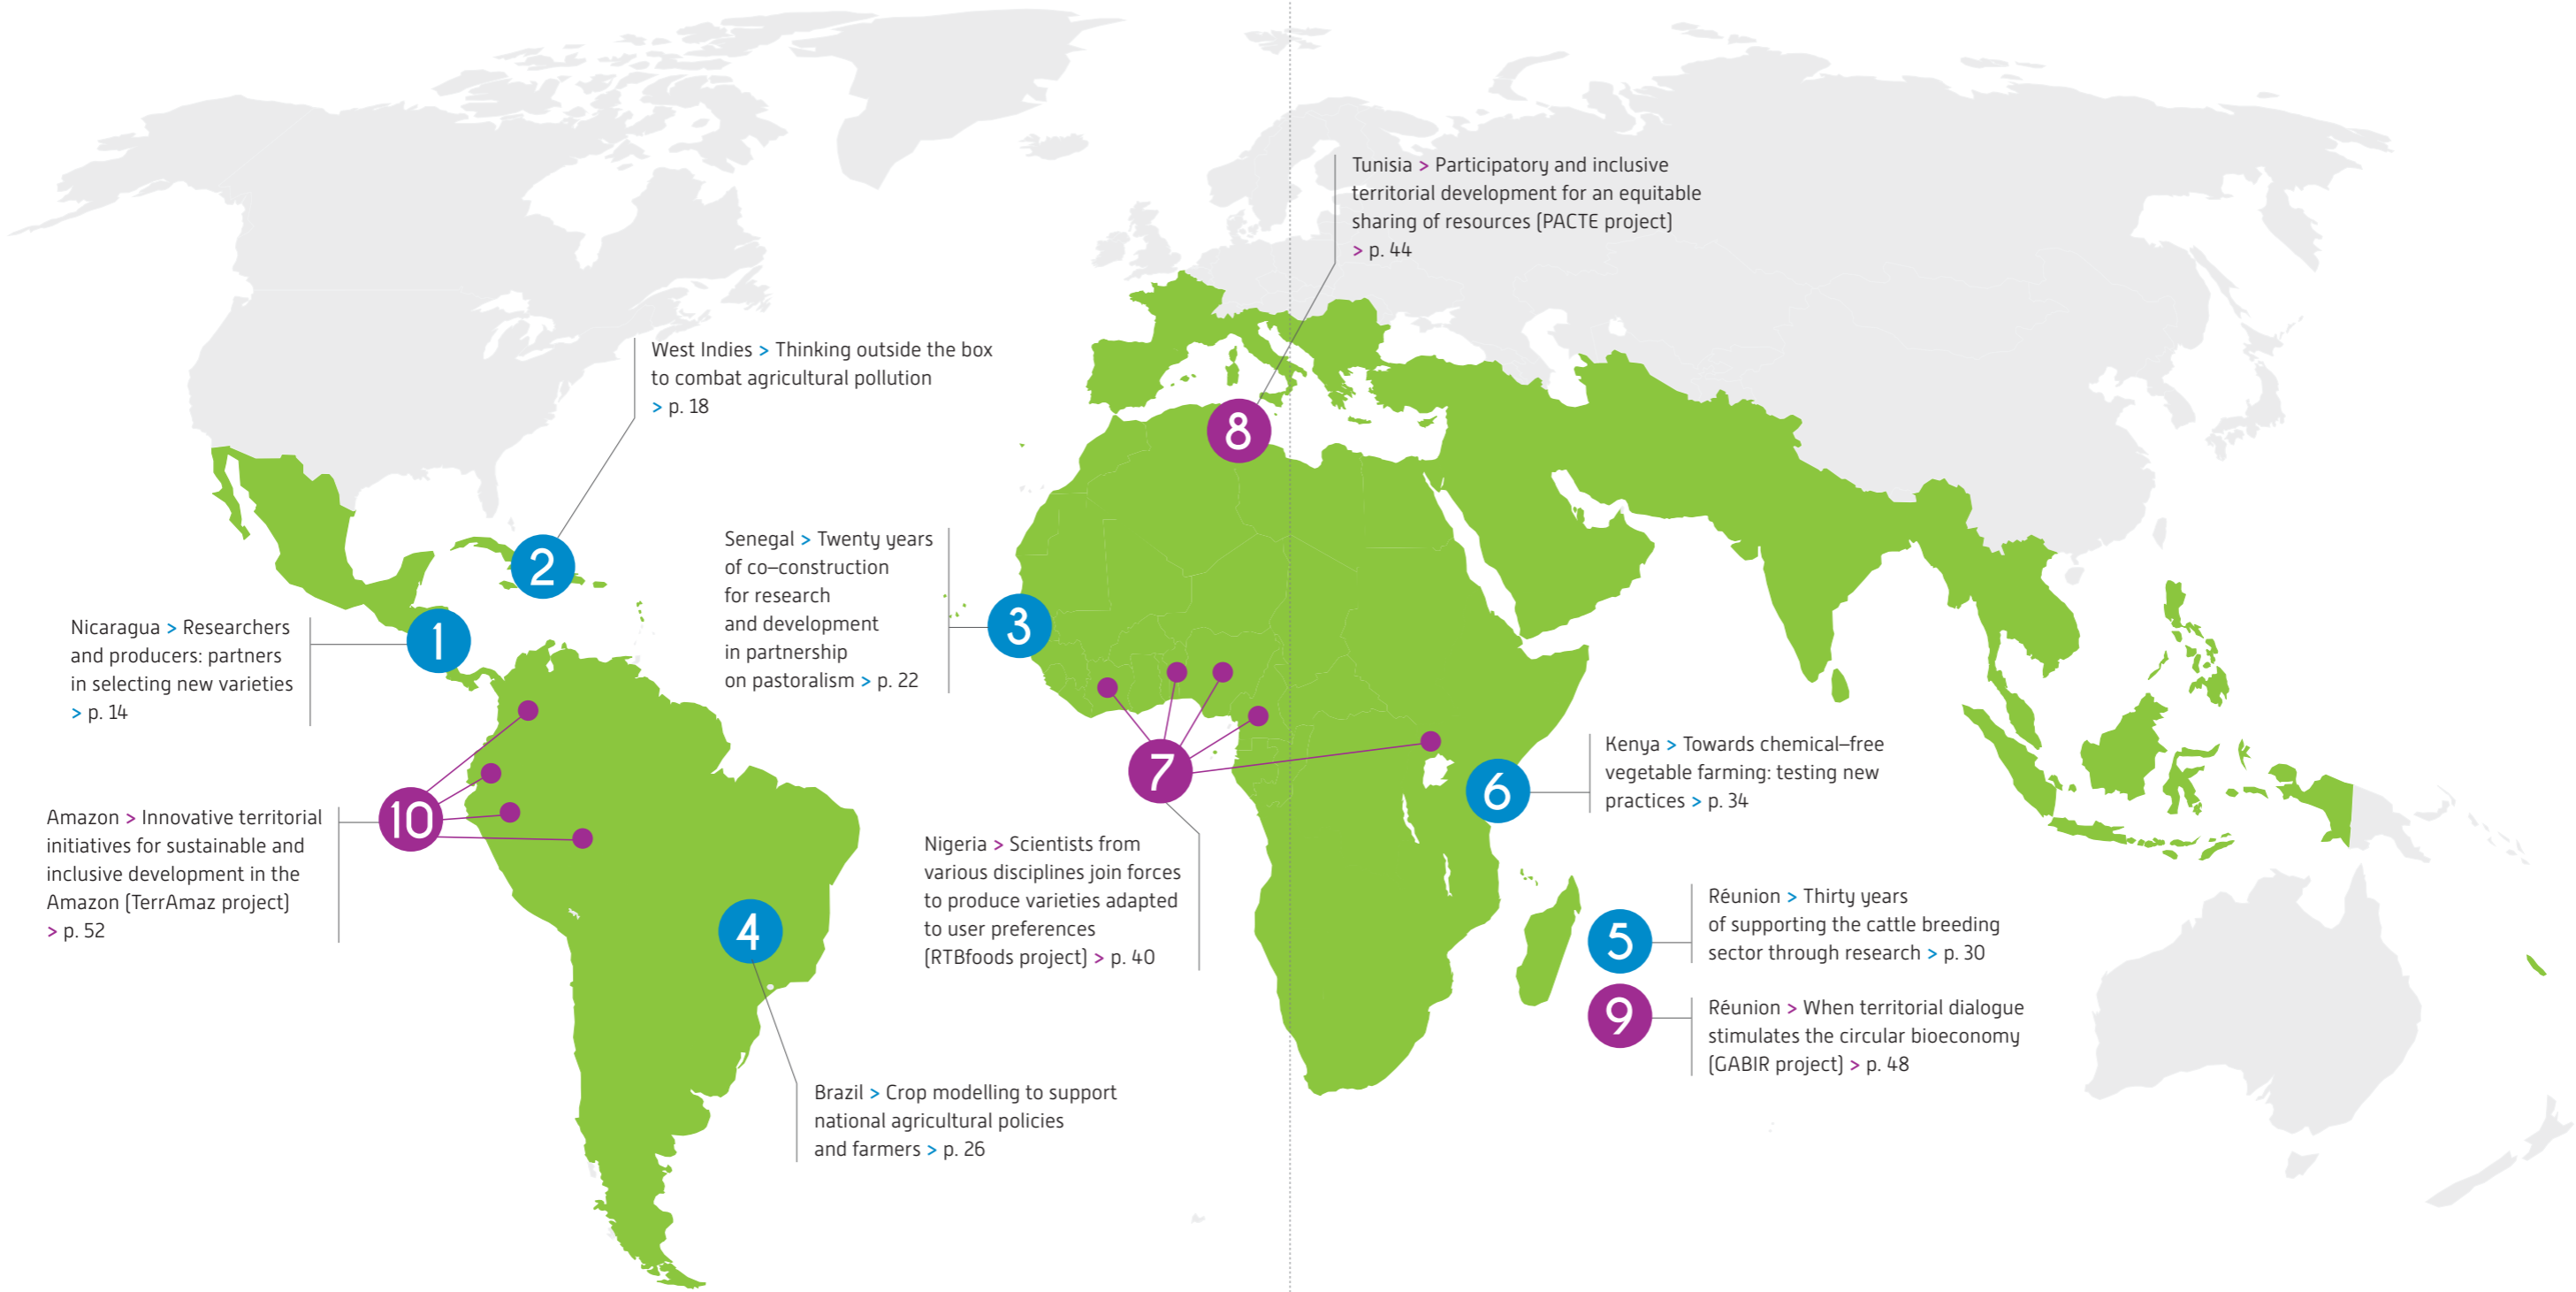 Tunisia > Participatory and inclusive
territorial development for an equitable
sharing of resources (PACTE project)
> p. 44
8
West Indies > Thinking outside the box
to combat agricultural pollution
> p. 18
2
Senegal > Twenty years
of co–construction
for research
and development
in partnership
on pastoralism > p. 22
3
Nicaragua > Researchers
and producers: partners
in selecting new varieties
> p. 14
1
Amazon > Innovative territorial
initiatives for sustainable and
inclusive development in the
Amazon (TerrAmaz project)
> p. 52
10
7
Nigeria > Scientists from
various disciplines join forces
to produce varieties adapted
to user preferences
(RTBfoods project) > p. 40
6
Kenya > Towards chemical–free
vegetable farming: testing new
practices > p. 34
4
Brazil > Crop modelling to support
national agricultural policies
and farmers > p. 26
5
Réunion > Thirty years
of supporting the cattle breeding
sector through research > p. 30
9
Réunion > When territorial dialogue
stimulates the circular bioeconomy
(GABIR project) > p. 48